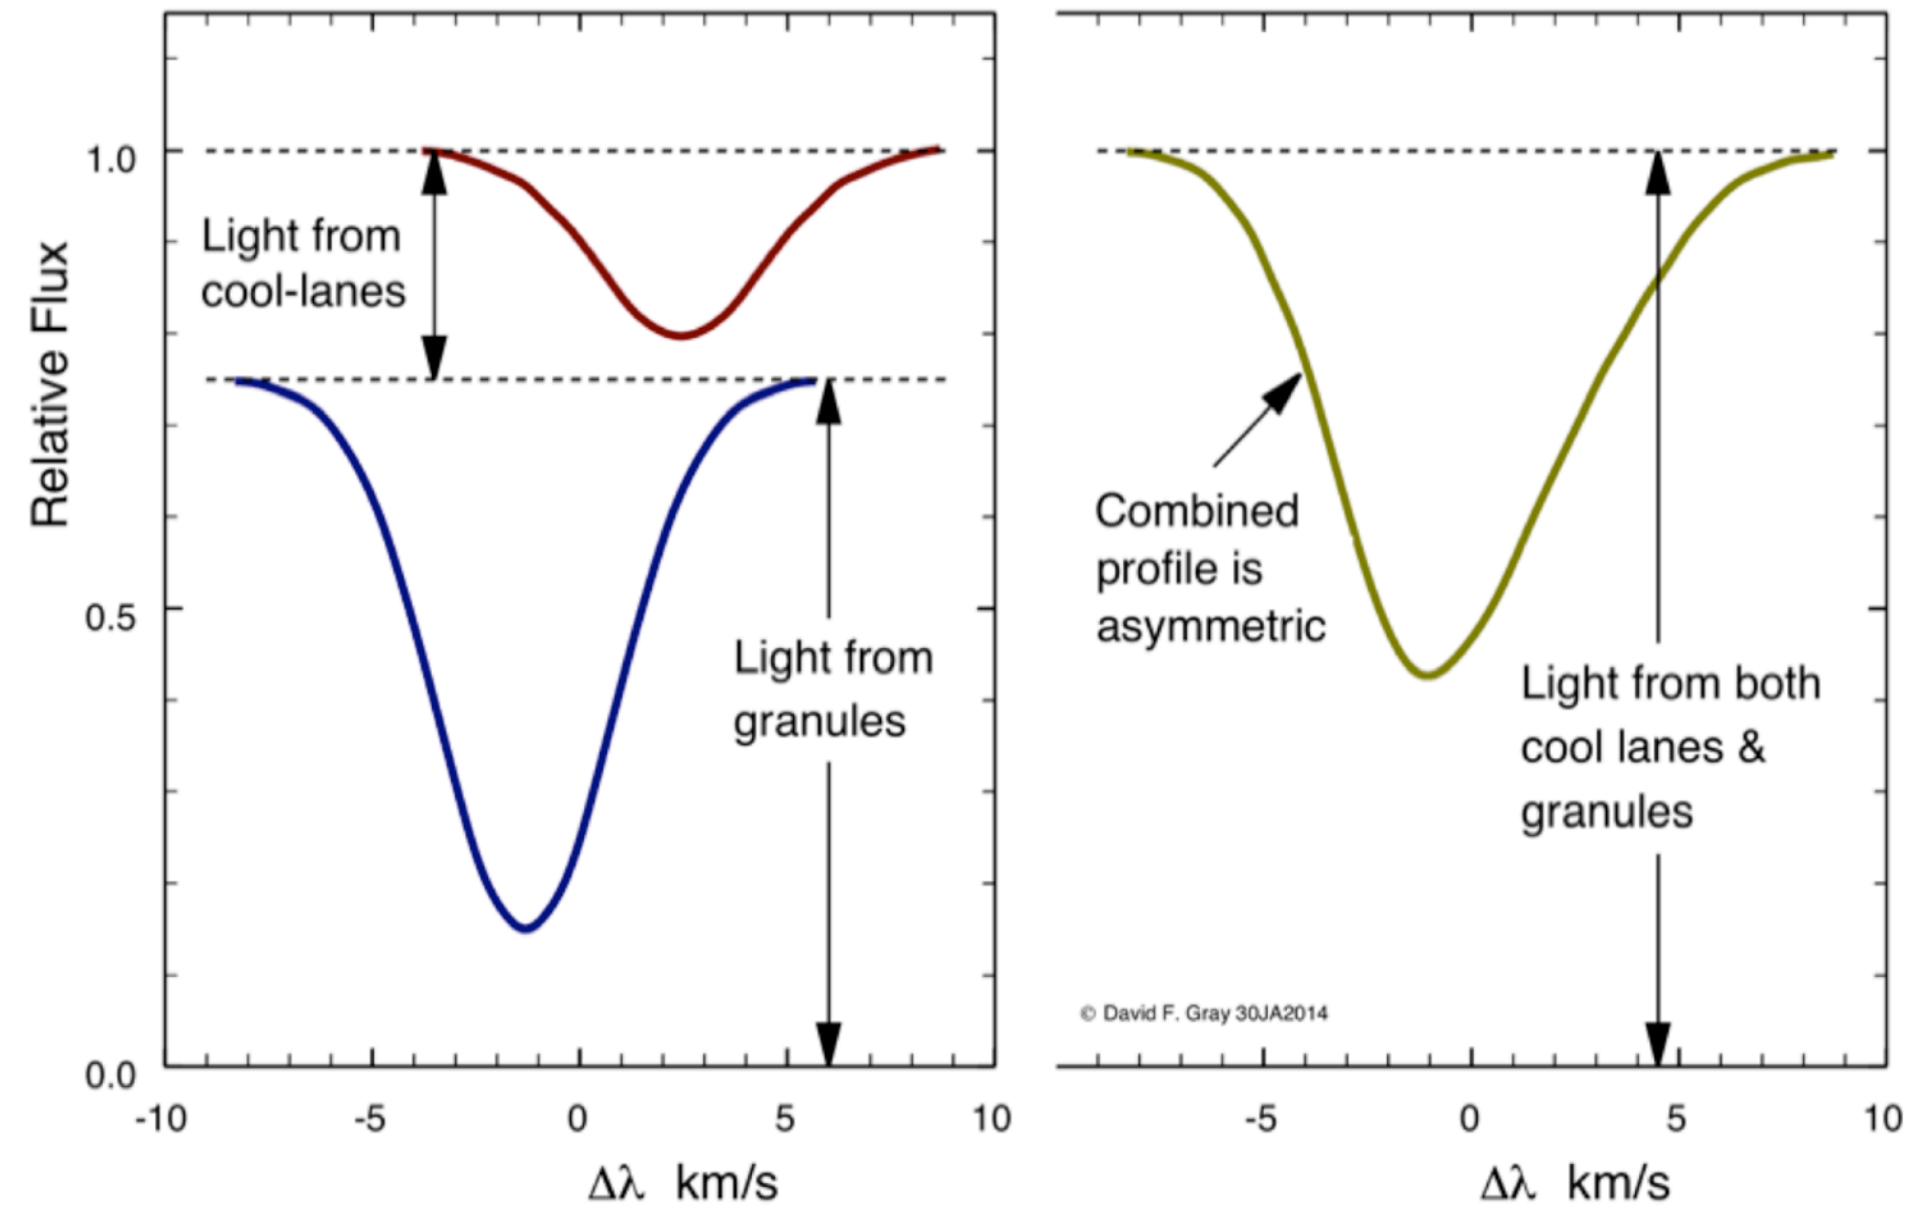 Relative Flux
1.0
0.5
0.0
Light from
cool-lanes
Light from
granules
-10
-5
0
5
10
Δλ km/s
Combined
profile is
asymmetric
Light from both
cool lanes &
granules
© David F. Gray 30JA2014
-5
0
5
10
Δλ km/s